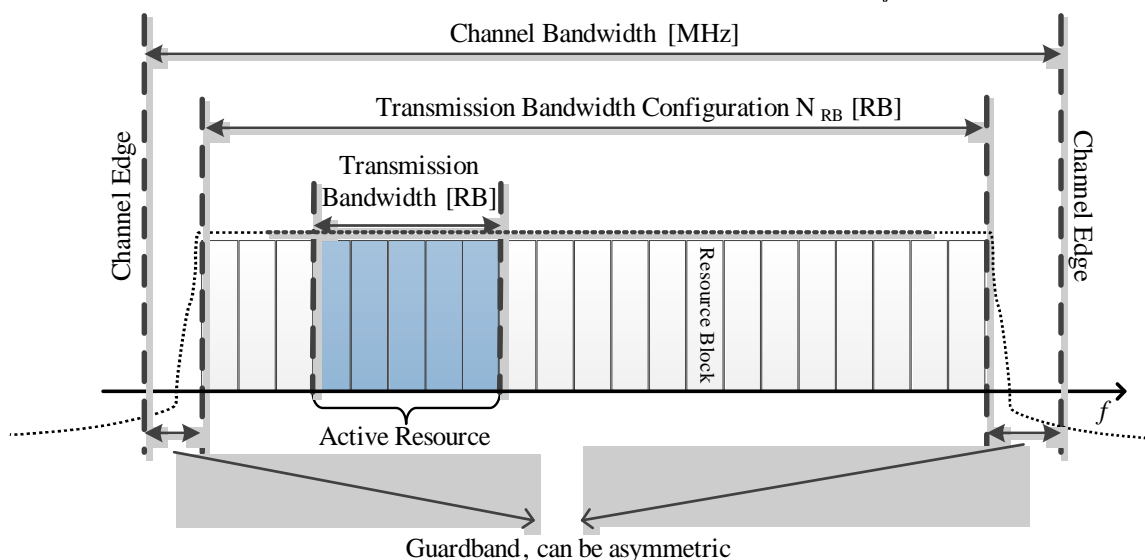 Channel Bandwidth [MHz]
Transmission Bandwidth Configuration N RB [RB]
Transmission
Bandwidth [RB]
Channel Edge
Channel Edge
Resource Block
f
Active Resource
Guardband, can be asymmetric